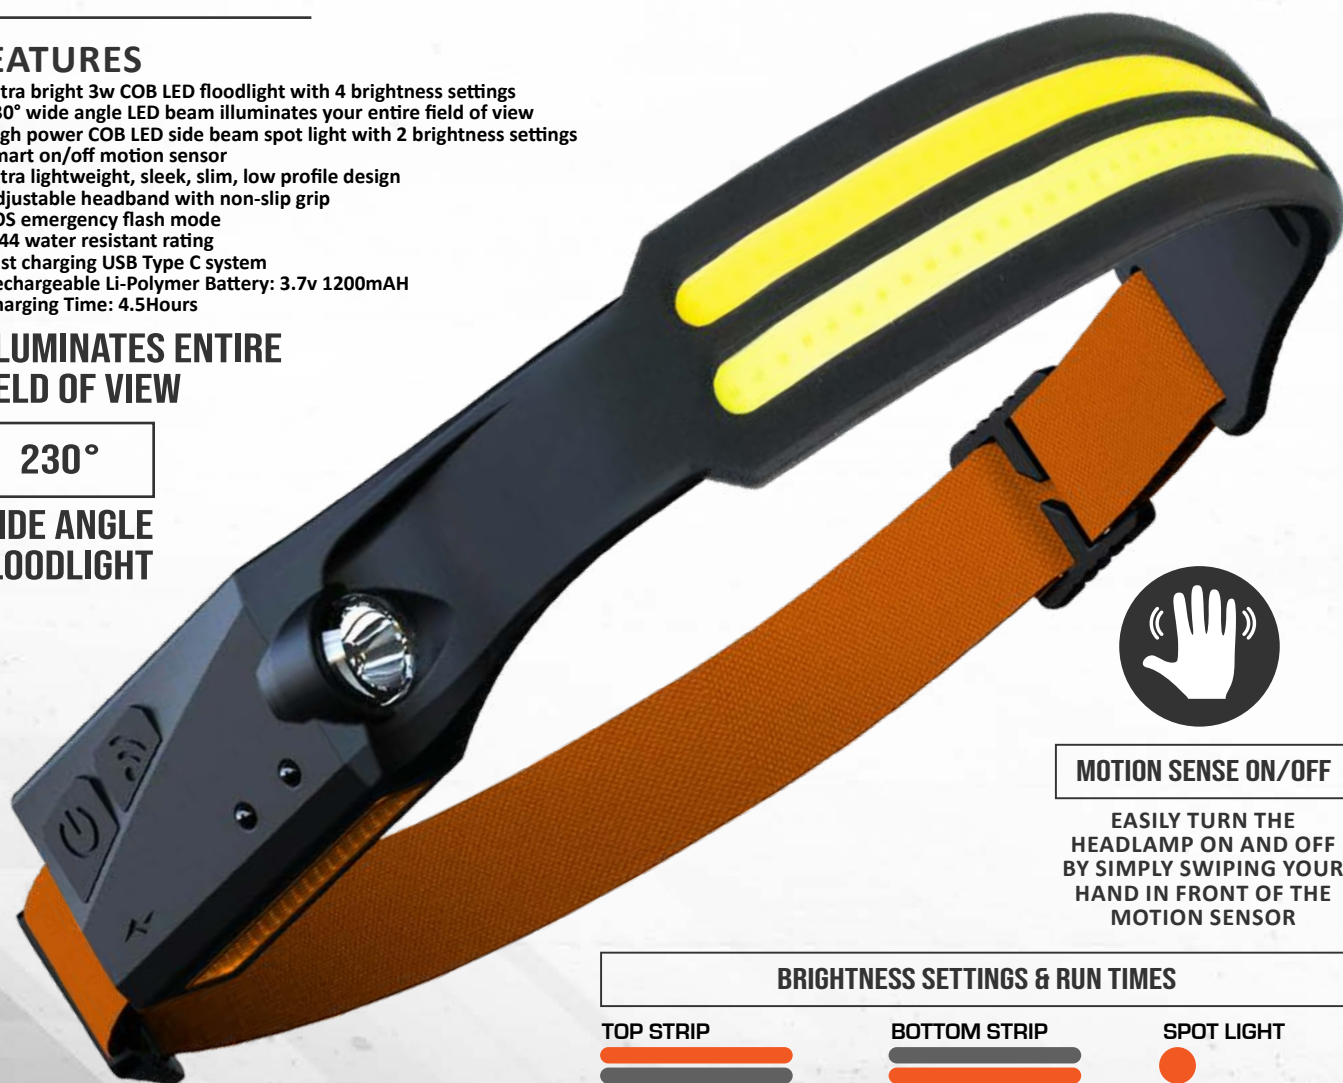 EATURES
tra bright 3w COB LED floodlight with 4 brightness settings
30° wide angle LED beam illuminates your entire field of view
gh power COB LED side beam spot light with 2 brightness settings
mart on/off motion sensor
tra lightweight, sleek, slim, low profile design
djustable headband with non-slip grip
OS emergency flash mode
44 water resistant rating
st charging USB Type C system
echargeable Li-Polymer Battery: 3.7v 1200mAH
harging Time: 4.5Hours
LUMINATES ENTIRE
ELD OF VIEW
230°
IDE ANGLE
LOODLIGHT
MOTION SENSE ON/OFF
EASILY TURN THE
HEADLAMP ON AND OFF
BY SIMPLY SWIPING YOUR
HAND IN FRONT OF THE
MOTION SENSOR
BRIGHTNESS SETTINGS & RUN TIMES
TOP STRIP
BOTTOM STRIP
SPOT LIGHT